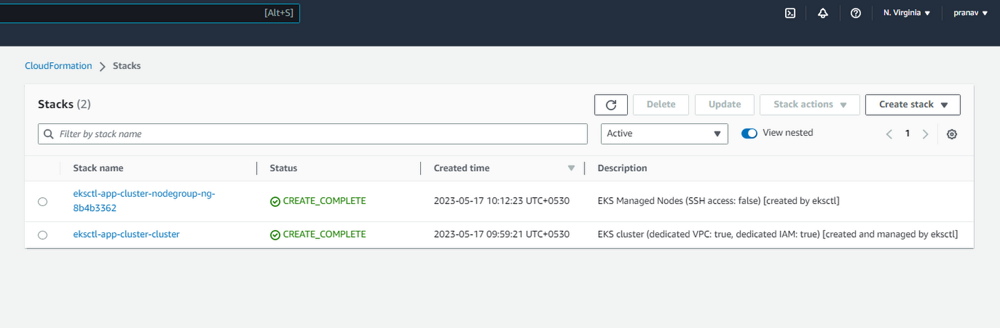 [Alt+S]
N. Virginia
pranav
CloudFormation
Stacks
Stacks (2)
Delete
Update
Stack actions
Create stack
Filter by stack name
Active
View nested
1
Stack name
Status
Created time
Description
eksctl-app-cluster-nodegroup-ng-
8b4b3362
CREATE_COMPLETE
2023-05-17 10:12:23 UTC+0530
EKS Managed Nodes (SSH access: false) [created by eksctl]
eksctl-app-cluster-cluster
CREATE_COMPLETE
2023-05-17 09:59:21 UTC+0530
EKS cluster (dedicated VPC: true, dedicated IAM: true) [created and managed by eksctl]